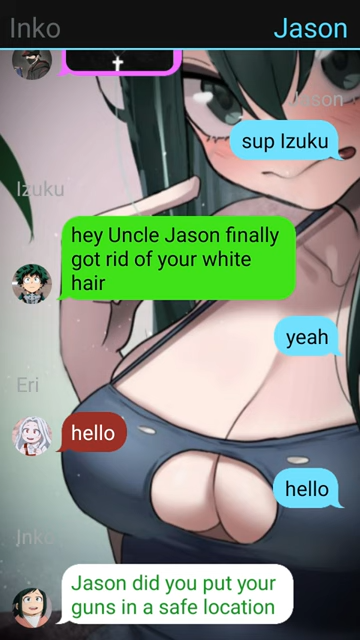 Inko
Jason
Jason
sup Izuku
Izuku
hey Uncle Jason finally
got rid of your white
hair
yeah
Eri
hello
hello
Inko
Jason did you put your
guns in a safe location